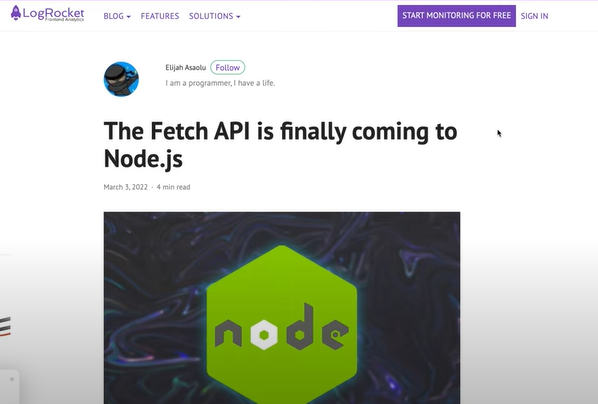 LogRocket
Frontend Analytics
BLOG FEATURES SOLUTIONS START MONITORING FOR FREE SIGN IN
Elijah Asaolu Follow
I am a programmer, I have a life.
The Fetch API is finally coming to
Node.js
March 3, 2022 · 4 min read
node